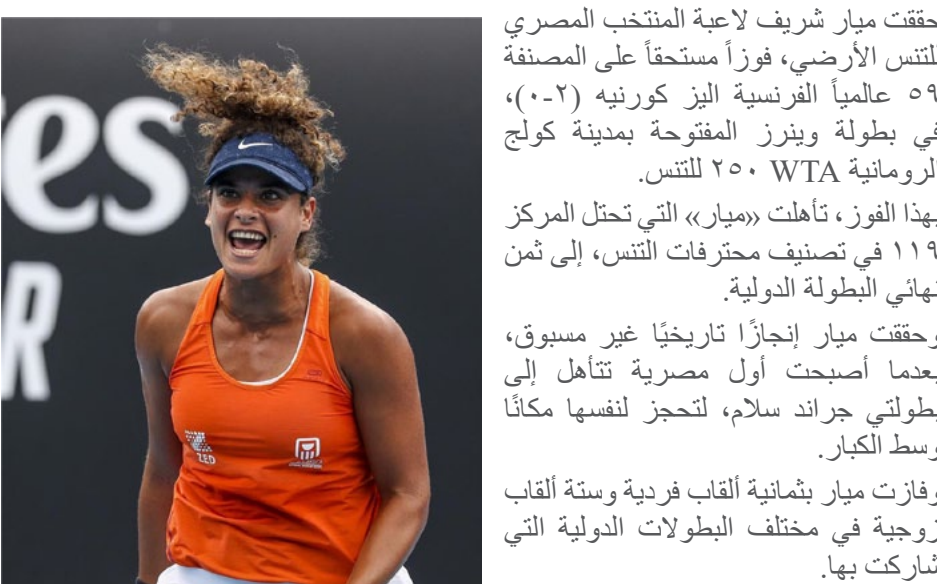 حققت ميار شريف لاعبة المنتخب المصري
للتنس الأرضي، فوزاً مستحقاً على المصنفة
٥٩ عالمياً الفرنسية اليز كورنيه (٢-٠)،
في بطولة وينرز المفتوحة بمدينة كولج
الرومانية WTA ٢٥٠ للتنس.
بهذا الفوز، تأهلت «ميار» التي تحتل المركز
١١٩ في تصنيف محترفات التنس، إلى ثمن
نهائي البطولة الدولية.
وحققت ميار إنجازًا تاريخيًا غير مسبوق،
بعدما أصبحت أول مصرية تتأهل إلى
بطولتي جراند سلام، لتحجز لنفسها مكانًا
وسط الكبار.
وفازت ميار بثمانية ألقاب فردية وستة ألقاب
زوجية في مختلف البطولات الدولية التي
شاركت بها.
es
R
ZED